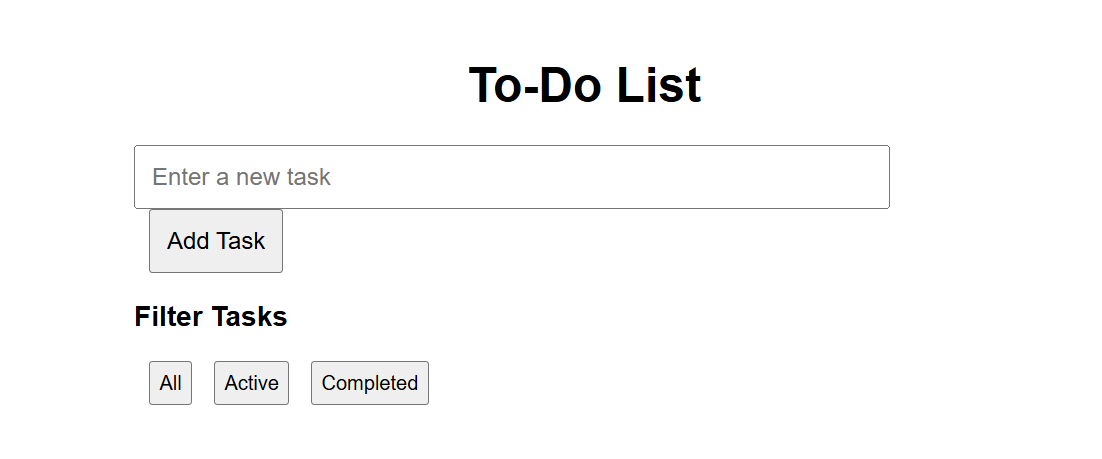 To-Do List
Enter a new task
Add Task
Filter Tasks
All Active Completed